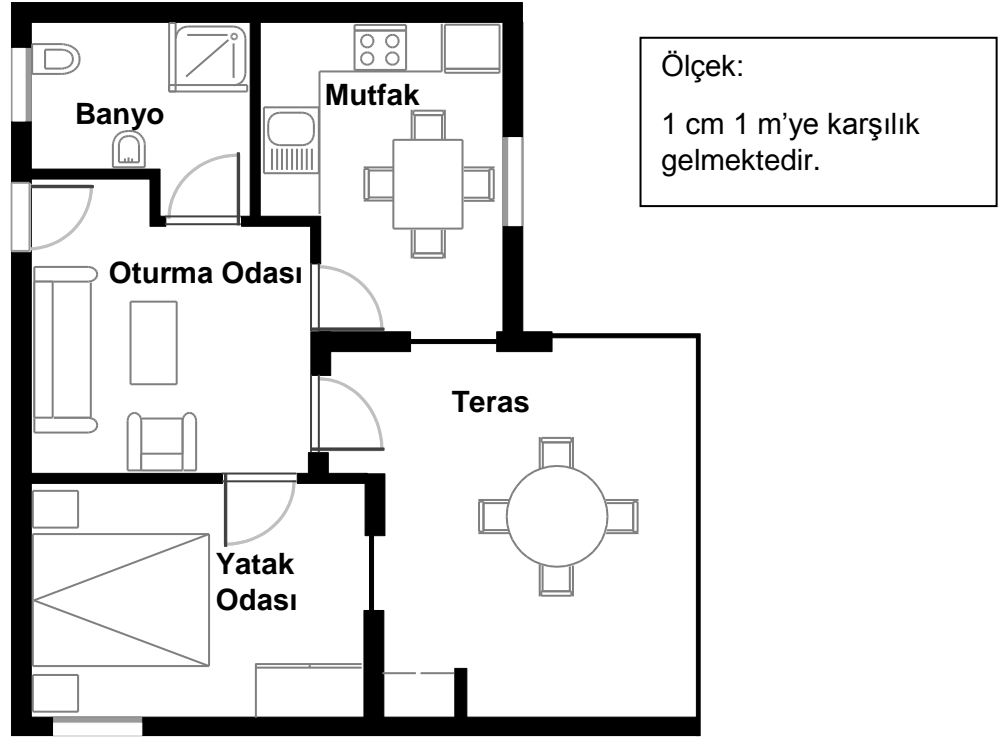 Banyo
Mutfak
Ölçek:
1 cm 1 m’ye karşılık
gelmektedir.
Oturma Odası
Teras
Yatak
Odası